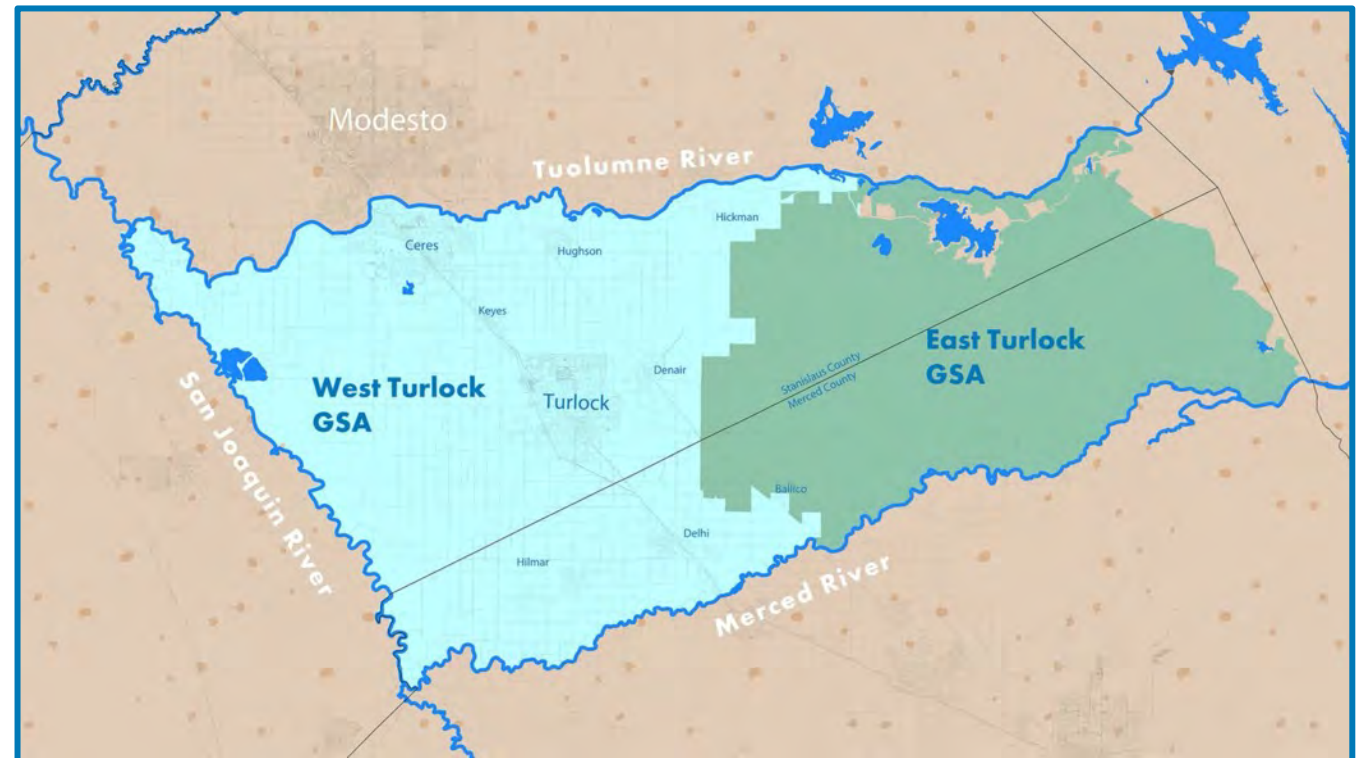 Modesto
Tuolumne River
Hickman
Ceres
Hughson
Keyes
Denair
East Turlock
GSA
Stanislaus County
Merced County
West Turlock
GSA
Turlock
San Joaquin River
Ballico
Delhi
Hilmar
Merced River